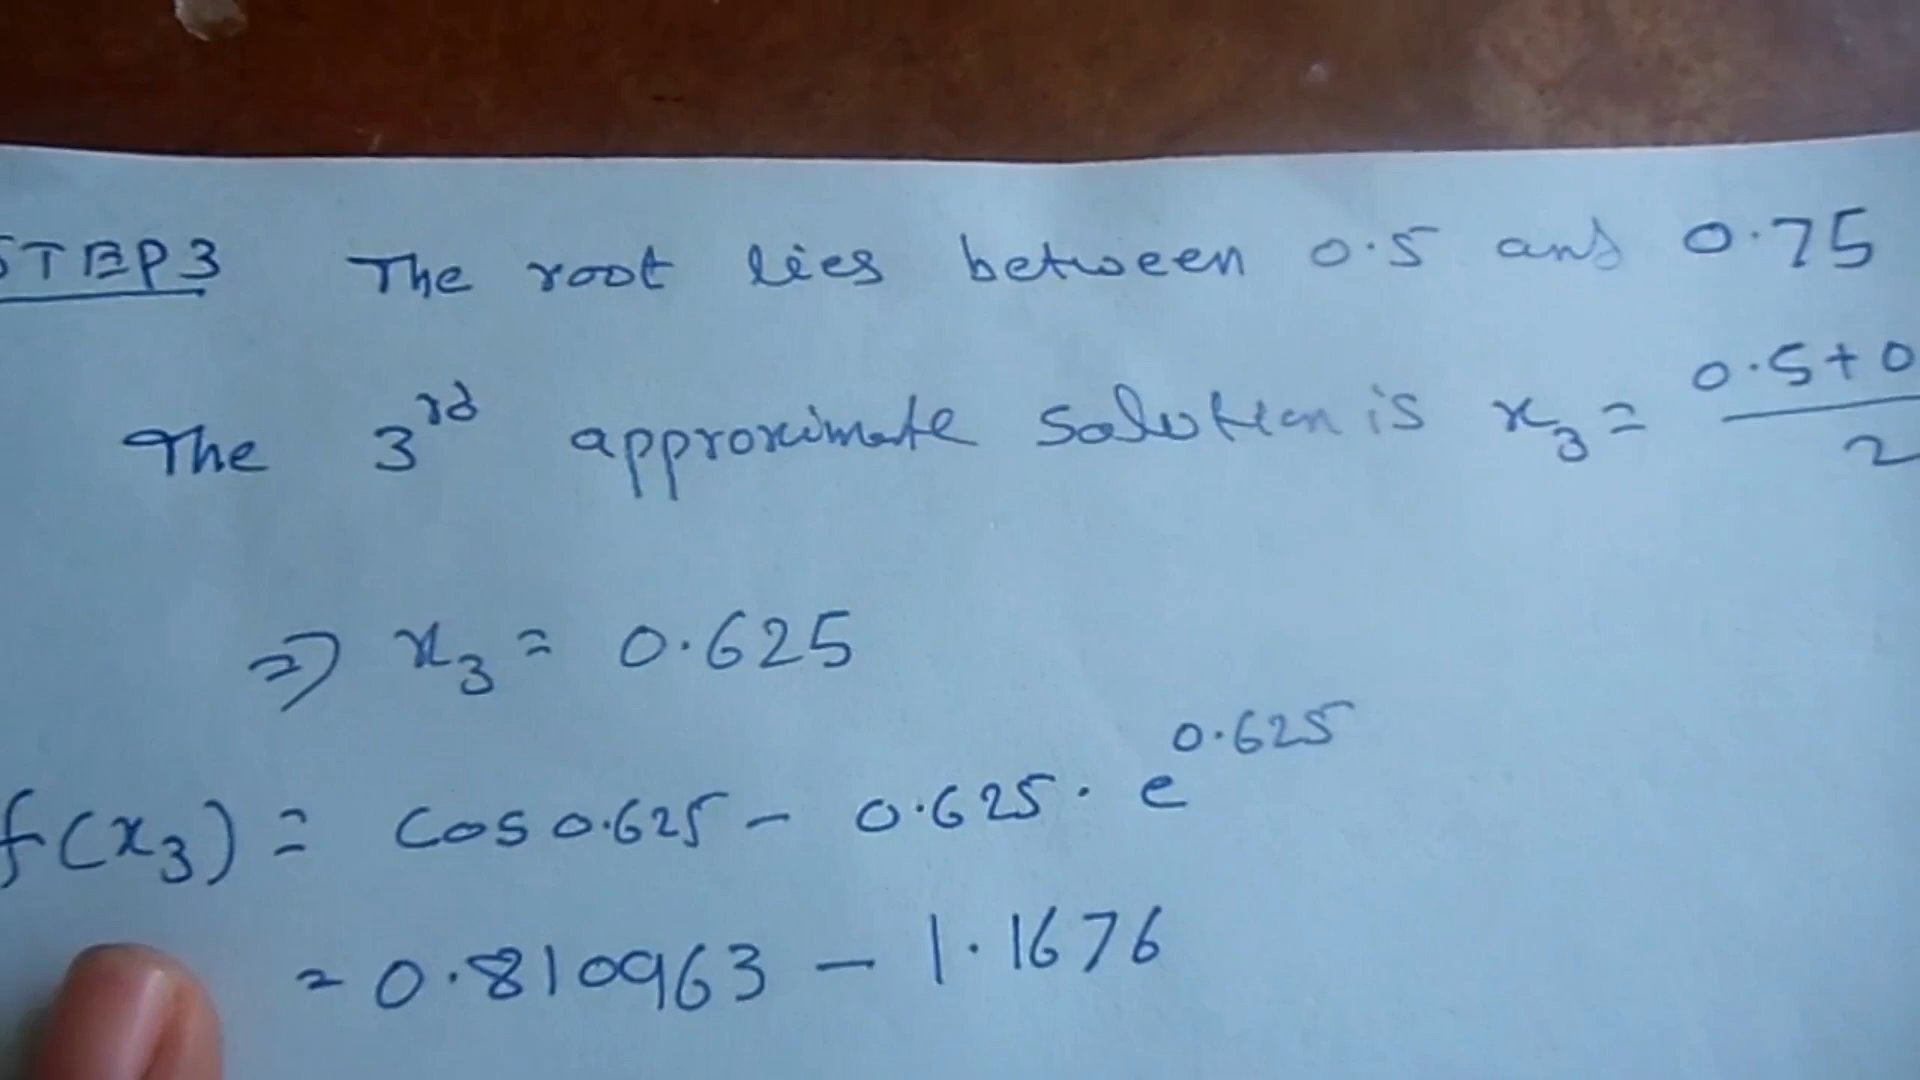 STEP3 The root lies between 0.5 and 0.75
The 3rd approximate solution is x₃ = 0.5+0/2
⇒ x₃ = 0.625
f(x₃) = cos 0.625 - 0.625 . e^0.625
= 0.810963 - 1.1676